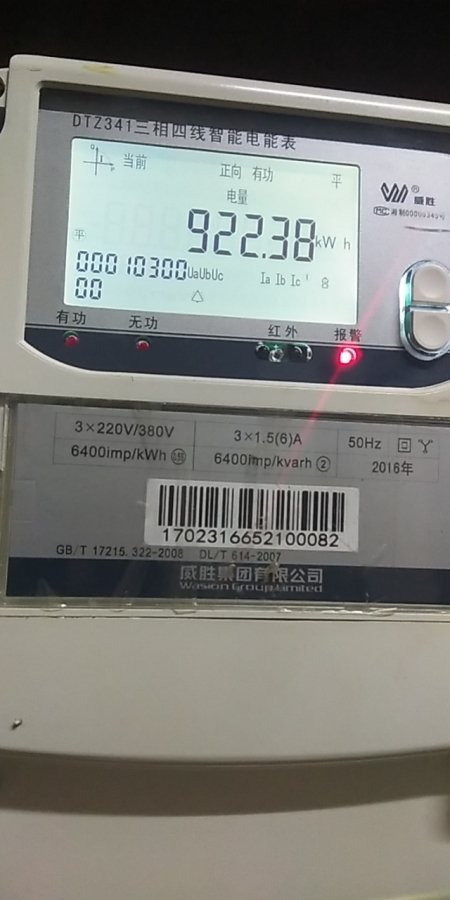 DTZ341三相四线智能电能表
当前
正向 有功
平
电量
922.38kWh
平
00010300 UaUbUc Ia Ib Ic
00
威胜
有功 无功 红外 报警
3×220V/380V 3×1.5(6)A 50Hz
6400imp/kWh 6400imp/kvarh ② 2016年
1702316652100082
GB/T 17215.322-2008 DL/T 614-2007
威胜集团有限公司
Wasion Group Limited